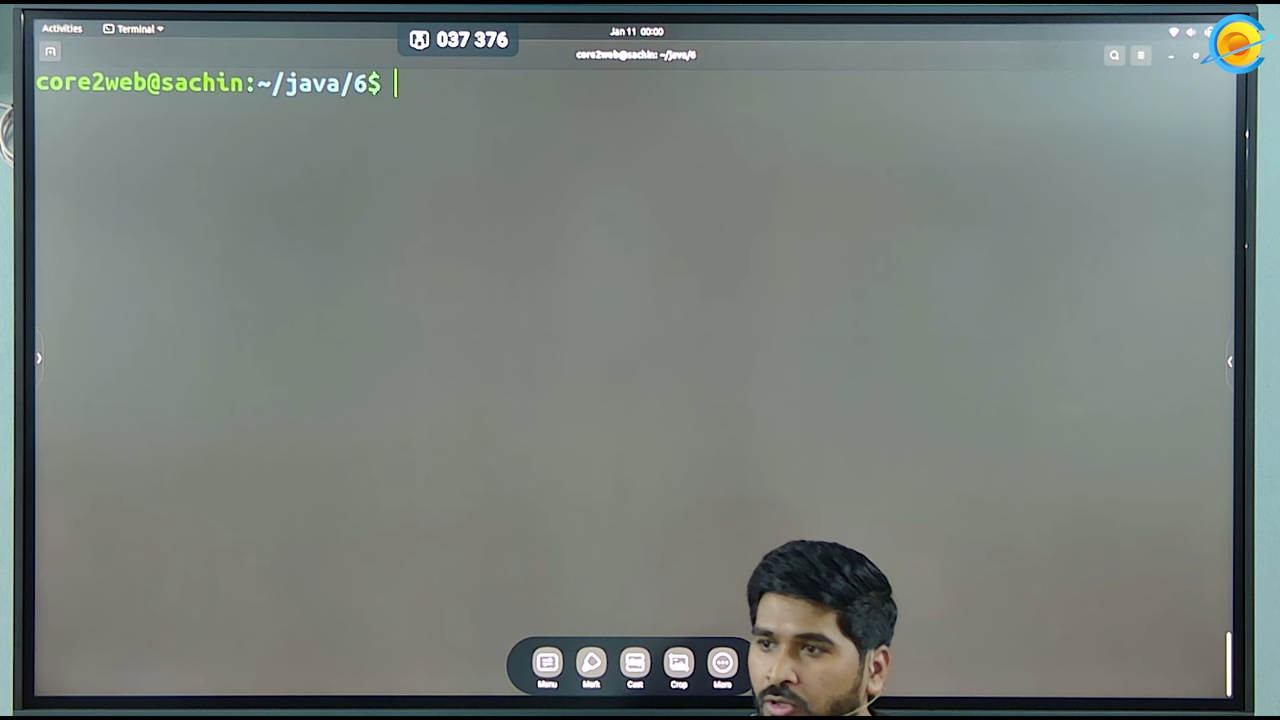 Activities
Terminal
037 376
Jan 11 00:00
core2web@sachin: ~/java/6
core2web@sachin:~/java/6$
Menu
Mark
Cast
Crop
More